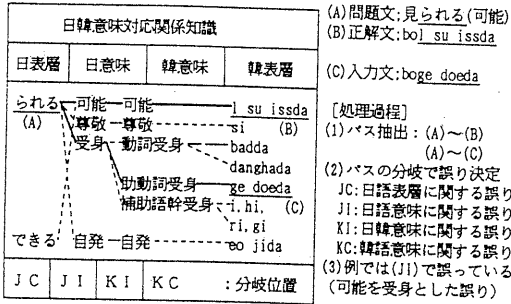 日韓意味対応関係知識
日表層 日意味 韓意味 韓表層
られる 可能 可能 l su issda
(A) 尊敬 尊敬 si (B)
受身 動詞受身 badda
danghada
助動詞受身 ge doeda
補助語幹受身 i, hi, (C)
ri, gi
できる 自発 自発 eo jida
JC JI KI KC :分岐位置
(A)問題文;見られる(可能)
(B)正解文;bol su issda
(C)入力文;boge doeda
[処理過程]
(1)パス抽出:(A)~(B)
(A)~(C)
(2)パスの分岐で誤り決定
JC:日語表層に関する誤り
JI:日語意味に関する誤り
KI:韓語意味に関する誤り
KC:韓語意味に関する誤り
(3)例では(JI)で誤っている
(可能を受身とした誤り)